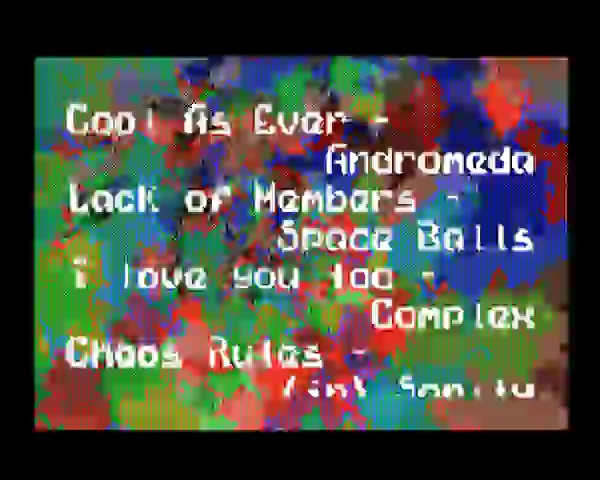 Cool As Ever -
Andromeda
Lack of Members -
Space Balls
i love you too -
Complex
Chaos Rules -